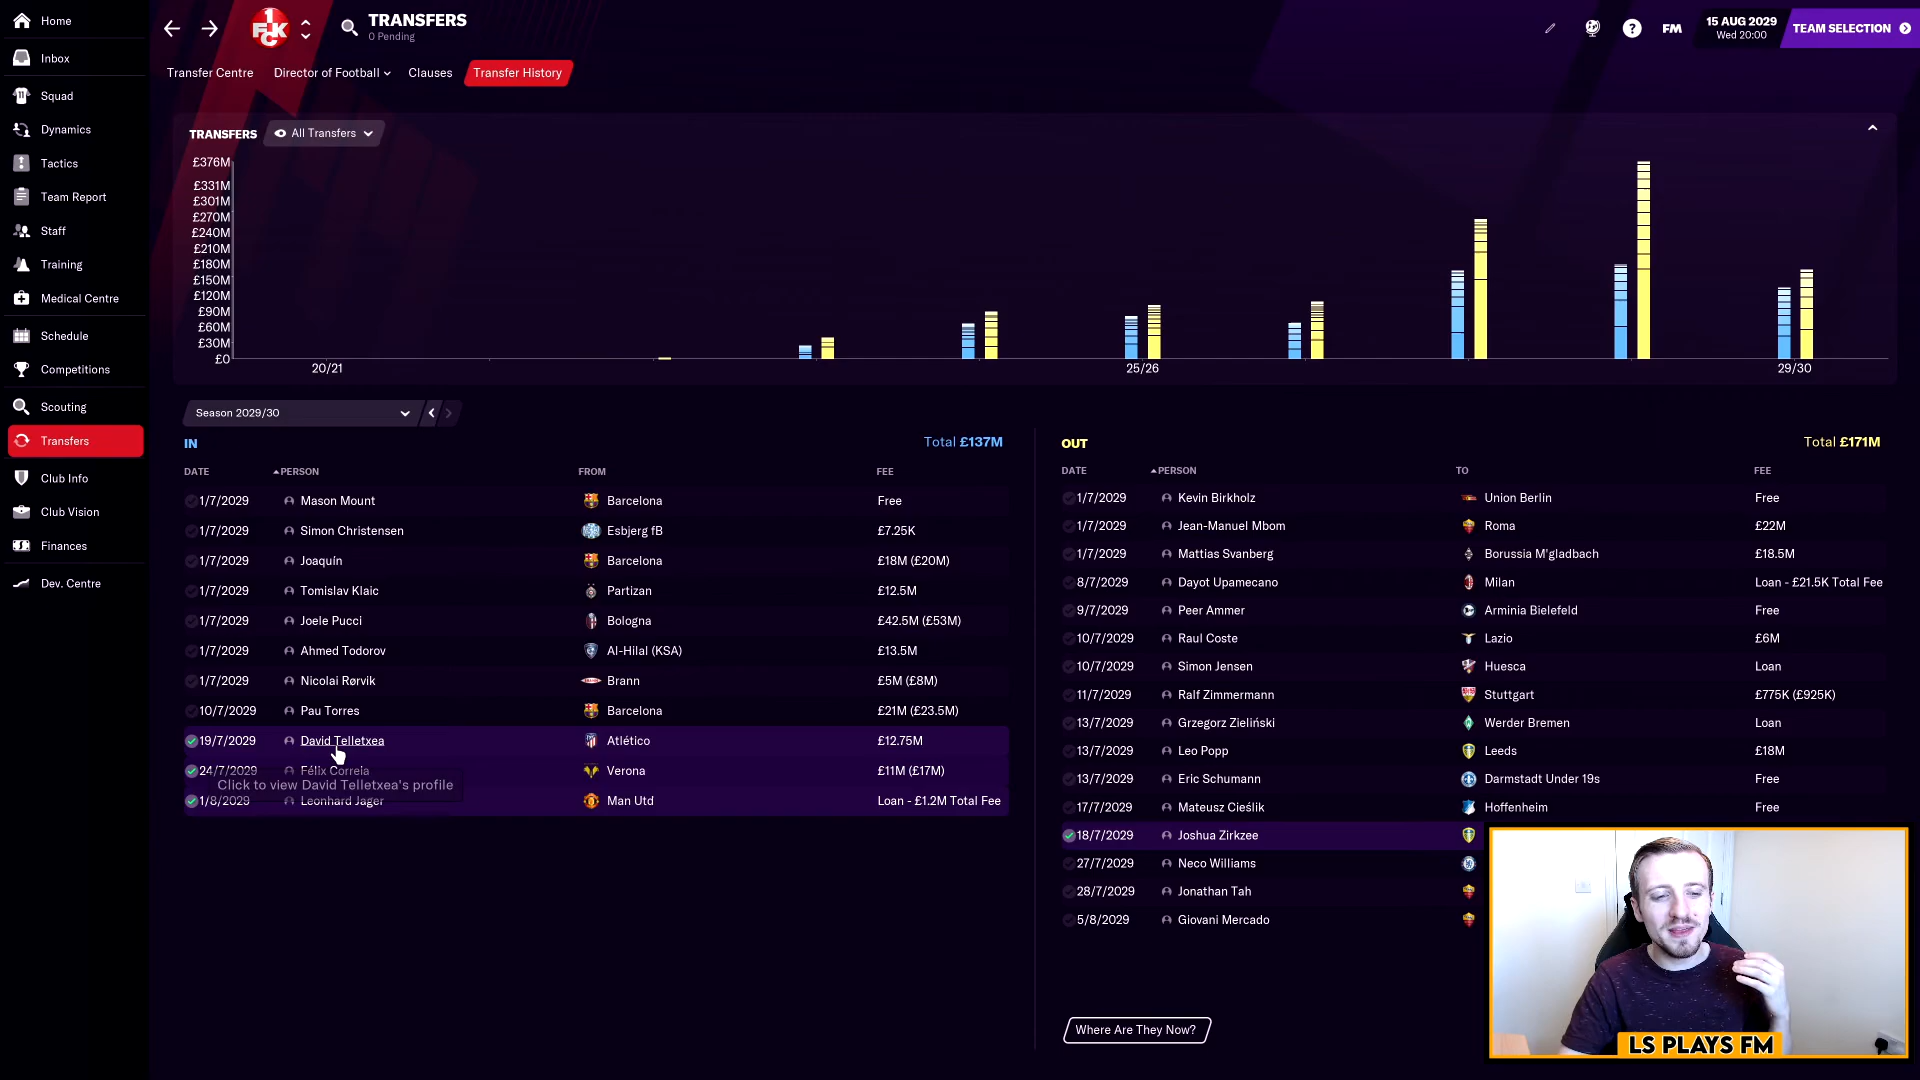 Home
Inbox
Squad
Dynamics
Tactics
Team Report
Staff
Training
Medical Centre
Schedule
Competitions
Scouting
Transfers
Club Info
Club Vision
Finances
Dev. Centre
1 FCK
TRANSFERS
0 Pending
? FM 15 AUG 2029
Wed 20:00
TEAM SELECTION
Transfer Centre Director of Football Clauses Transfer History
TRANSFERS All Transfers
£376M
£331M
£301M
£270M
£240M
£210M
£180M
£150M
£120M
£90M
£60M
£30M
£0
20/21 25/26 29/30
Season 2029/30
IN Total £137M
DATE PERSON FROM FEE
1/7/2029 Mason Mount Barcelona Free
1/7/2029 Simon Christensen Esbjerg fB £7.25K
1/7/2029 Joaquín Barcelona £18M (£20M)
1/7/2029 Tomislav Klaic Partizan £12.5M
1/7/2029 Joele Pucci Bologna £42.5M (£53M)
1/7/2029 Ahmed Todorov Al-Hilal (KSA) £13.5M
1/7/2029 Nicolai Rørvik Brann £5M (£8M)
10/7/2029 Pau Torres Barcelona £21M (£23.5M)
19/7/2029 David Telletxea Atlético £12.75M
24/7/2029 Félix Correia Verona £11M (£17M)
Click to view David Telletxea's profile
1/8/2029 Leonhard Jäger Man Utd Loan - £1.2M Total Fee
OUT Total £171M
DATE PERSON TO FEE
1/7/2029 Kevin Birkholz Union Berlin Free
1/7/2029 Jean-Manuel Mbom Roma £22M
1/7/2029 Mattias Svanberg Borussia M'gladbach £18.5M
8/7/2029 Dayot Upamecano Milan Loan - £21.5K Total Fee
9/7/2029 Peer Ammer Arminia Bielefeld Free
10/7/2029 Raul Coste Lazio £6M
10/7/2029 Simon Jensen Huesca Loan
11/7/2029 Ralf Zimmermann Stuttgart £775K (£925K)
13/7/2029 Grzegorz Zieliński Werder Bremen Loan
13/7/2029 Leo Popp Leeds £18M
13/7/2029 Eric Schumann Darmstadt Under 19s Free
17/7/2029 Mateusz Cieślik Hoffenheim Free
18/7/2029 Joshua Zirkzee
27/7/2029 Neco Williams
28/7/2029 Jonathan Tah
5/8/2029 Giovani Mercado
Where Are They Now?
LS PLAYS FM